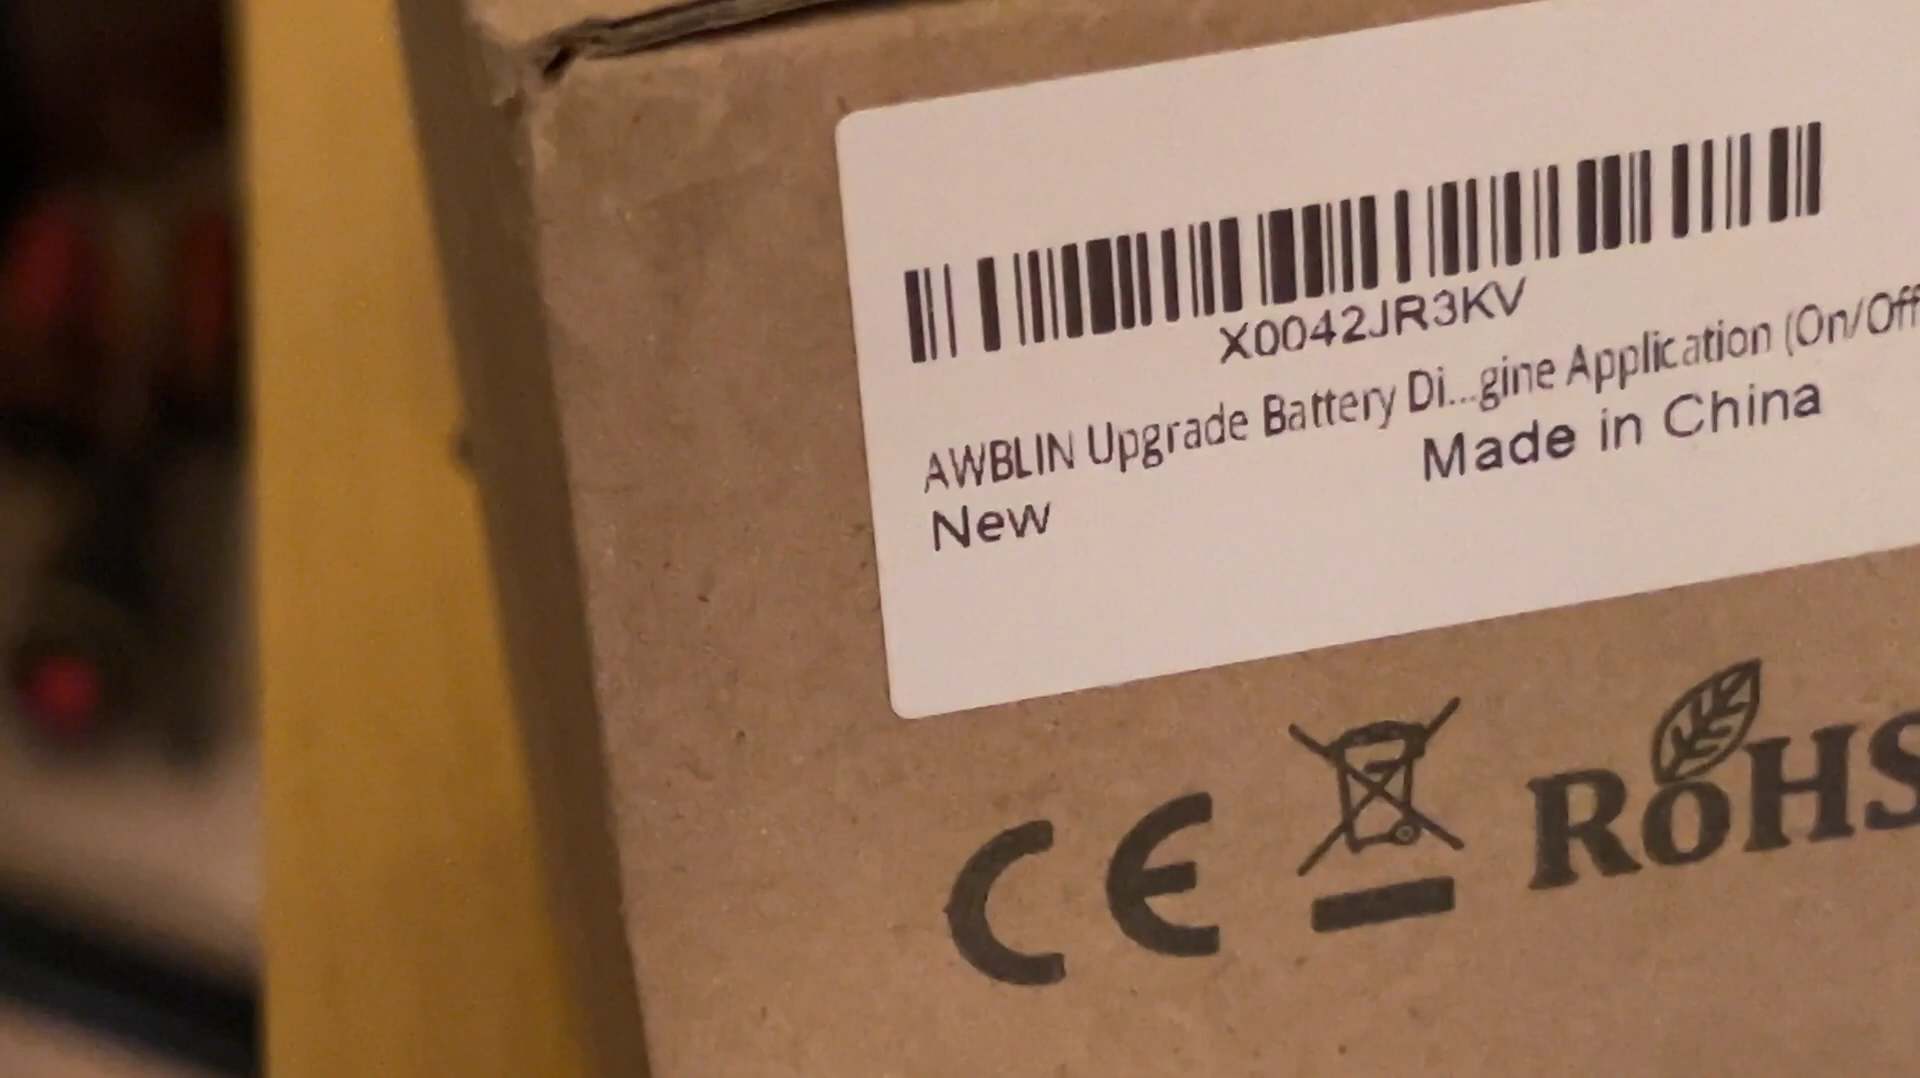 X0042JR3KV
AWBLIN Upgrade Battery Di...gine Application (On/Off
Made in China
New
CE
RoHS